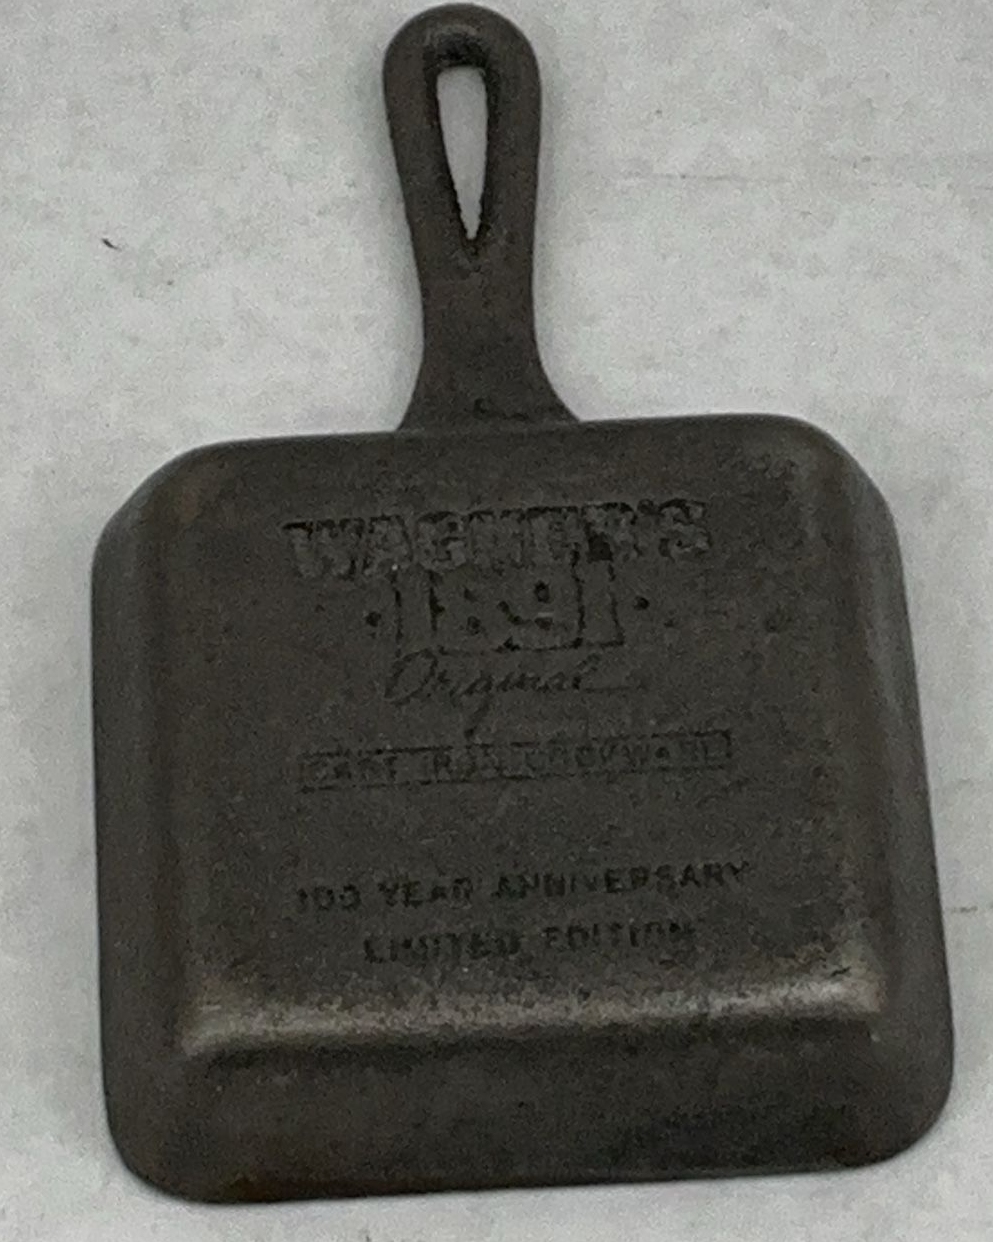 WAGNER'S
·1891·
Original
CAST IRON COOKWARE
100 YEAR ANNIVERSARY
LIMITED EDITION